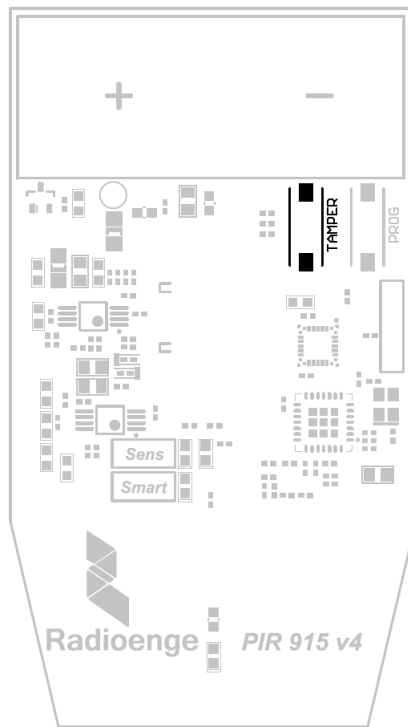 + −
TAMPER
PROG
Sens
Smart
Radioenge
PIR 915 v4